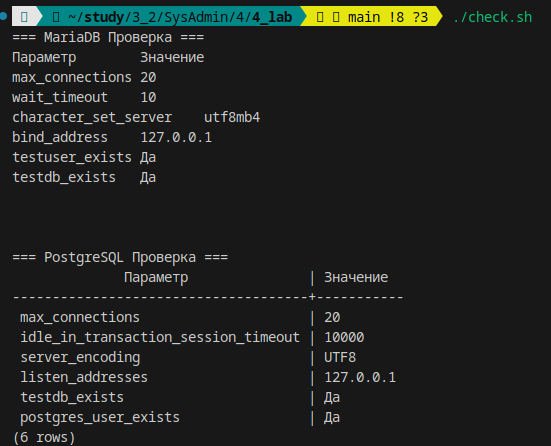 ~/study/3_2/SysAdmin/4/4_lab main !8 ?3 ./check.sh
=== MariaDB Проверка ===
Параметр Значение
max_connections 20
wait_timeout 10
character_set_server utf8mb4
bind_address 127.0.0.1
testuser_exists Да
testdb_exists Да
=== PostgreSQL Проверка ===
Параметр | Значение
-------------------------------------+-----------
max_connections | 20
idle_in_transaction_session_timeout | 10000
server_encoding | UTF8
listen_addresses | 127.0.0.1
testdb_exists | Да
postgres_user_exists | Да
(6 rows)